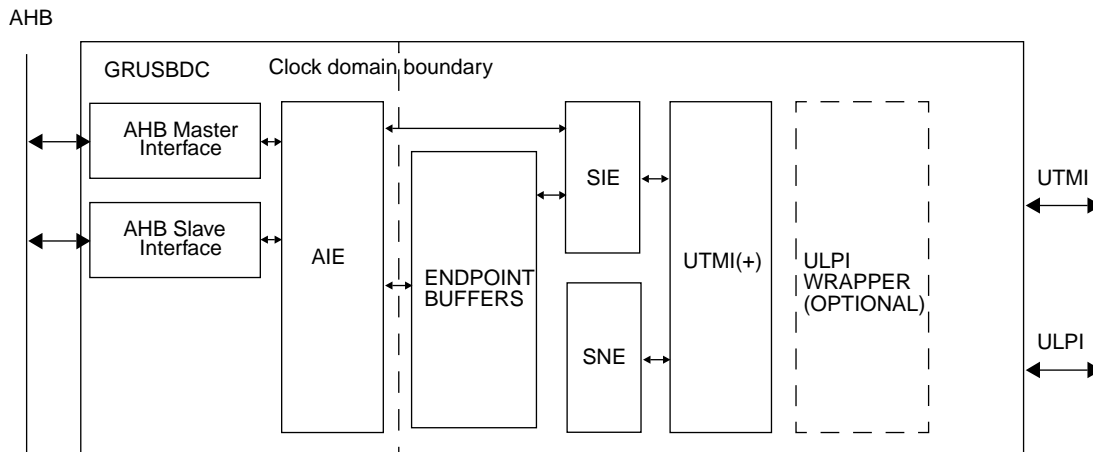 AHB
GRUSBDC
Clock domain boundary
AHB Master
Interface
AHB Slave
Interface
AIE
ENDPOINT
BUFFERS
SIE
SNE
UTMI(+)
ULPI
WRAPPER
(OPTIONAL)
UTMI
ULPI